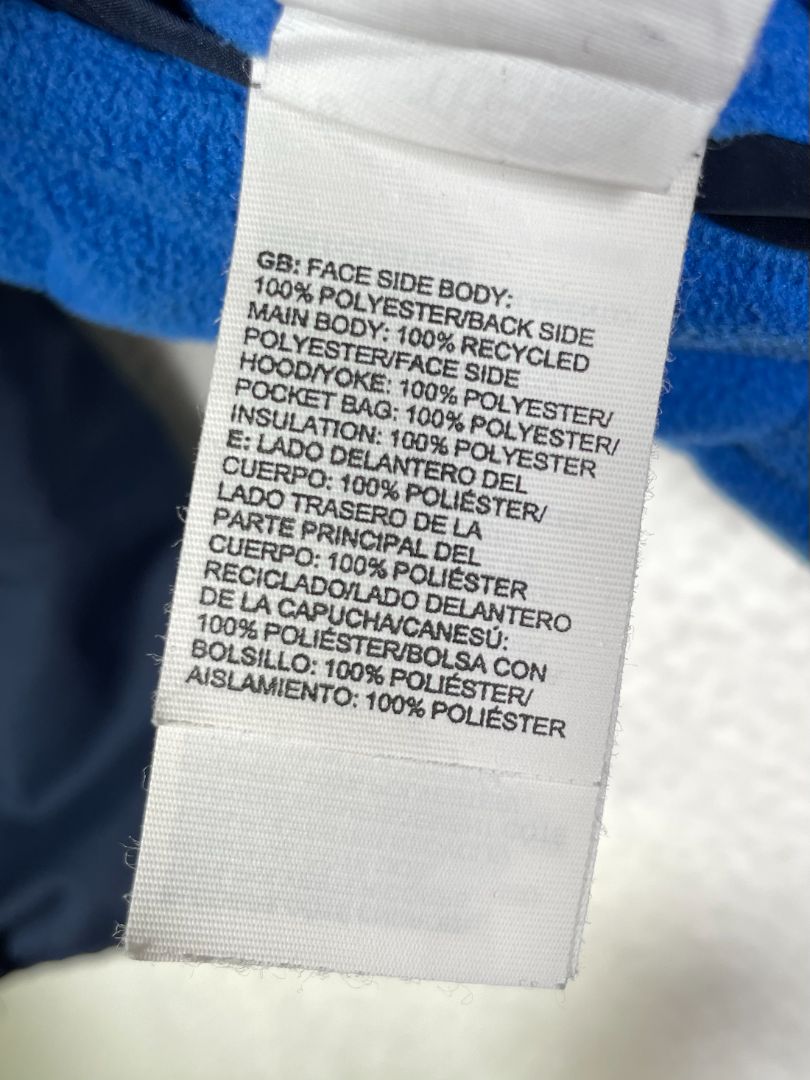 GB: FACE SIDE BODY:
100% POLYESTER/BACK SIDE
MAIN BODY: 100% RECYCLED
POLYESTER/FACE SIDE
HOOD/YOKE: 100% POLYESTER/
POCKET BAG: 100% POLYESTER/
INSULATION: 100% POLYESTER
E: LADO DELANTERO DEL
CUERPO: 100% POLIÉSTER/
LADO TRASERO DE LA
PARTE PRINCIPAL DEL
CUERPO: 100% POLIÉSTER
RECICLADO/LADO DELANTERO
DE LA CAPUCHA/CANESÚ:
100% POLIÉSTER/BOLSA CON
BOLSILLO: 100% POLIÉSTER/
AISLAMIENTO: 100% POLIÉSTER